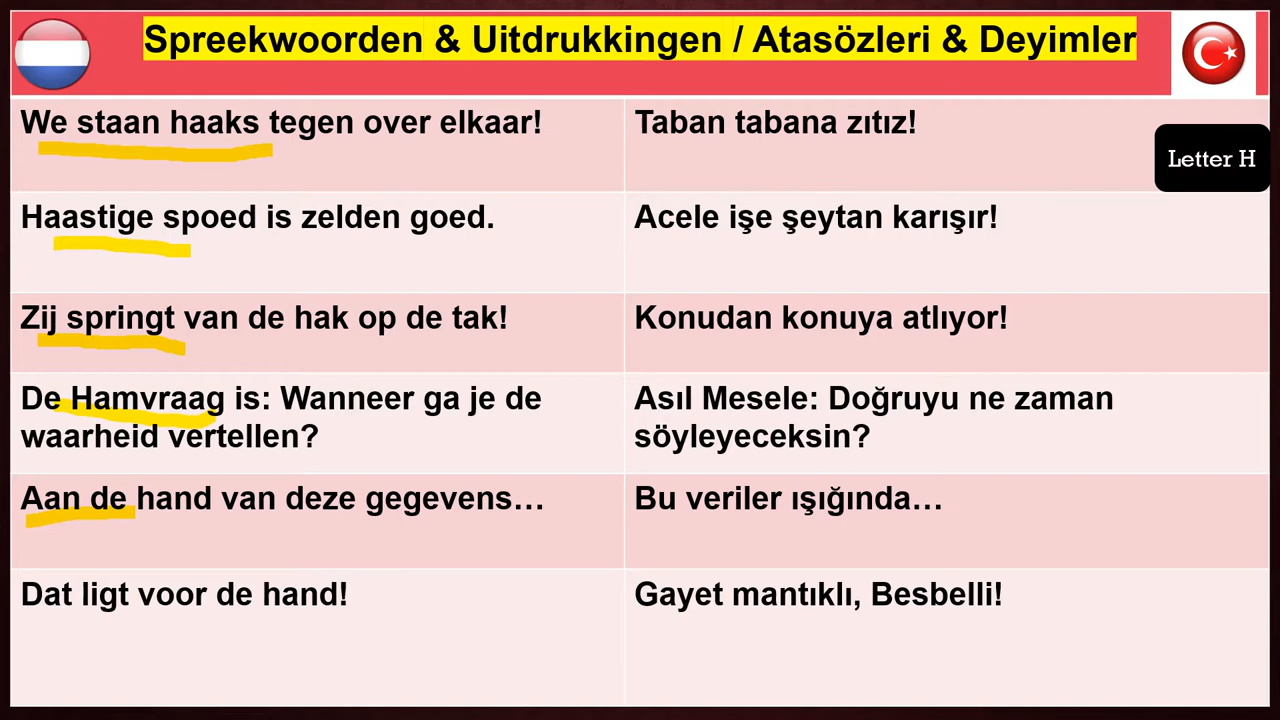 Spreekwoorden & Uitdrukkingen / Atasözleri & Deyimler
We staan haaks tegen over elkaar!
Taban tabana zıtız!
Letter H
Haastige spoed is zelden goed.
Acele işe şeytan karışır!
Zij springt van de hak op de tak!
Konudan konuya atlıyor!
De Hamvraag is: Wanneer ga je de
waarheid vertellen?
Asıl Mesele: Doğruyu ne zaman
söyleyeceksin?
Aan de hand van deze gegevens…
Bu veriler ışığında…
Dat ligt voor de hand!
Gayet mantıklı, Besbelli!